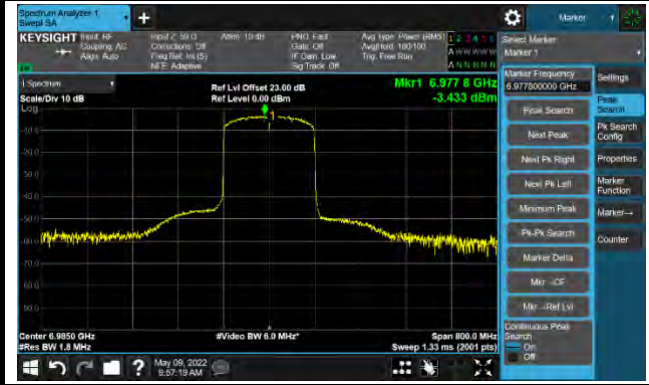 Spectrum Analyzer 1
Swept SA
+
Marker
KEYSIGHT
Input: RF
Coupling: AC
Align: Auto
Input Z: 50 Ω
Corrections: Off
Freq Ref: Int (S)
NFE: Adaptive
Atten: 10 dB
PNO: Fast
Gate: Off
IF Gain: Low
Sig Track: Off
Avg Type: Power (RMS)
Avg|Hold: 100/100
Trig: Free Run
Select Marker
Marker 1
1 Spectrum
Scale/Div 10 dB
Log
Ref Lvl Offset 23.00 dB
Ref Level 0.00 dBm
Mkr1 6.977 8 GHz
-3.433 dBm
1
-10.0
-20.0
-30.0
-40.0
-50.0
-60.0
-70.0
-80.0
-90.0
Center 6.9850 GHz
#Res BW 1.8 MHz
#Video BW 6.0 MHz*
Span 800.0 MHz
Sweep 1.33 ms (2001 pts)
Marker Frequency
6.977800000 GHz
Peak Search
Next Peak
Next Pk Right
Next Pk Left
Minimum Peak
Pk-Pk Search
Marker Delta
Mkr→CF
Mkr→Ref Lvl
Continuous Peak
Search
On
Off
Settings
Peak
Search
Pk Search
Config
Properties
Marker
Function
Marker→
Counter
?
May 09, 2022
9:57:19 AM